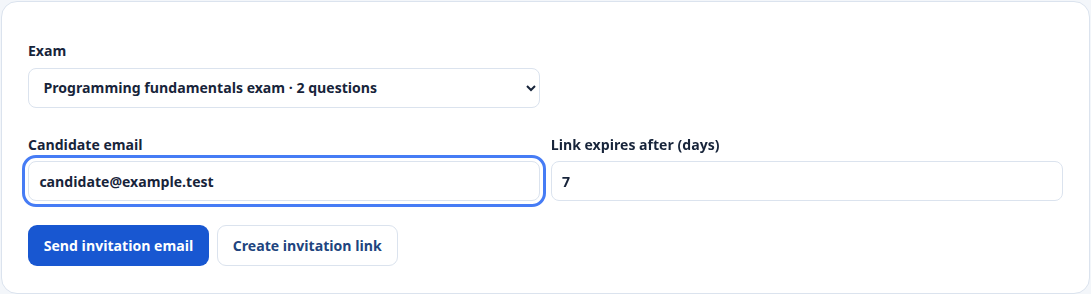 Exam
Programming fundamentals exam · 2 questions
Candidate email
Link expires after (days)
candidate@example.test
7
Send invitation email
Create invitation link